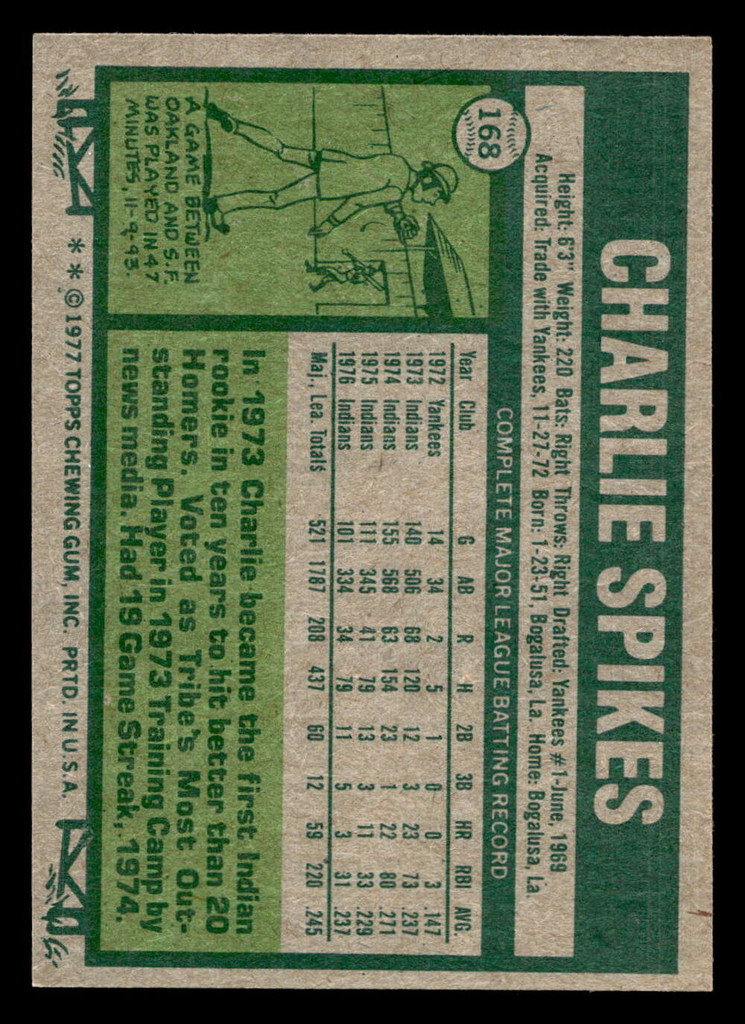 168
CHARLIE SPIKES
Height: 6'3" Weight: 220 Bats: Right Throws: Right Drafted: Yankees #1-June, 1969
Acquired: Trade with Yankees, 11-27-72 Born: 1-23-51, Bogalusa, La. Home: Bogalusa, La.
COMPLETE MAJOR LEAGUE BATTING RECORD
Year Club G AB R H 2B 3B HR RBI AVG.
1972 Yankees 14 34 2 5 1 0 0 3 .147
1973 Indians 140 506 68 120 12 3 23 73 .237
1974 Indians 155 568 63 154 23 1 22 80 .271
1975 Indians 111 345 41 79 13 3 11 33 .229
1976 Indians 101 334 34 79 11 5 3 31 .237
Maj., Lea. Totals 521 1787 208 437 60 12 59 220 .245
A GAME BETWEEN
OAKLAND AND S.F.
WAS PLAYED IN 47
MINUTES, 11-9-93.
In 1973 Charlie became the first Indian
rookie in ten years to hit better than 20
Homers. Voted as Tribe's Most Out-
standing Player in 1973 Training Camp by
news media. Had 19 Game Streak, 1974.
* * © 1977 TOPPS CHEWING GUM, INC. PRTD. IN U.S.A.